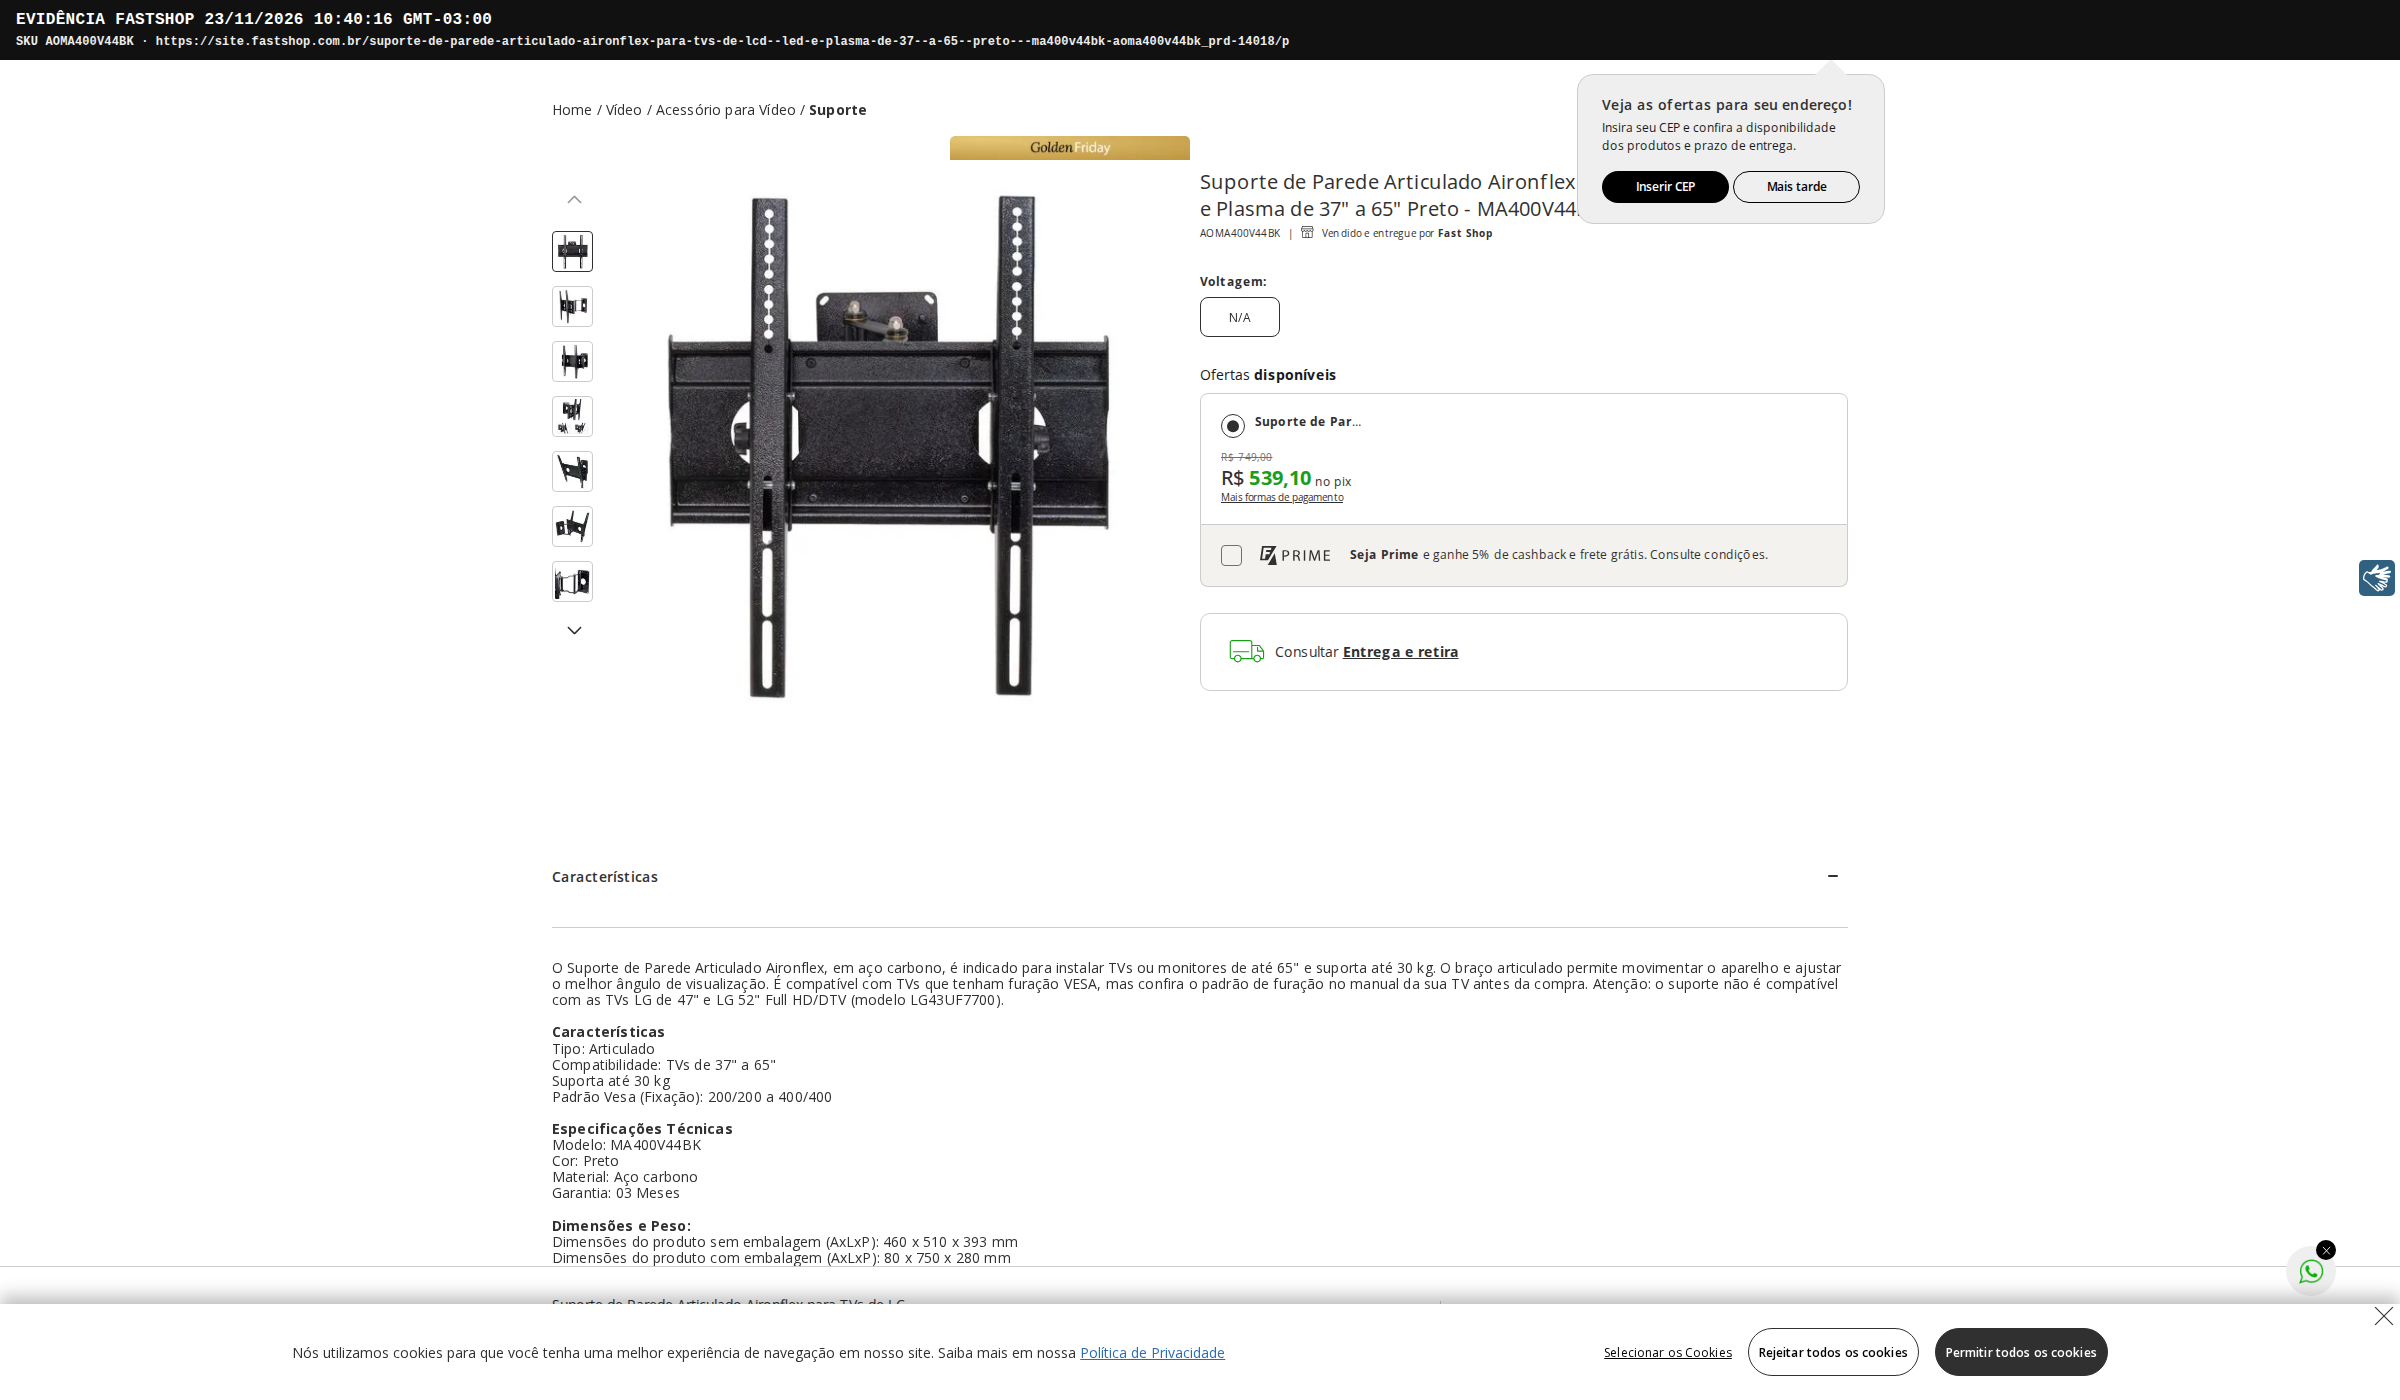 EVIDÊNCIA FASTSHOP 23/11/2026 10:40:16 GMT-03:00
SKU AOMA400V44BK · https://site.fastshop.com.br/suporte-de-parede-articulado-aironflex-para-tvs-de-lcd--led-e-plasma-de-37--a-65--preto---ma400v44bk-aoma400v44bk_prd-14018/p
Home / Vídeo / Acessório para Vídeo / Suporte
Veja as ofertas para seu endereço!
Insira seu CEP e confira a disponibilidade
dos produtos e prazo de entrega.
Inserir CEP
Mais tarde
Golden Friday
Suporte de Parede Articulado Aironflex
e Plasma de 37" a 65" Preto - MA400V44
AOMA400V44BK | Vendido e entregue por Fast Shop
Voltagem:
N/A
Ofertas disponíveis
Suporte de Par...
R$ 749,00
R$ 539,10 no pix
Mais formas de pagamento
PRIME Seja Prime e ganhe 5% de cashback e frete grátis. Consulte condições.
Consultar Entrega e retira
Características
O Suporte de Parede Articulado Aironflex, em aço carbono, é indicado para instalar TVs ou monitores de até 65" e suporta até 30 kg. O braço articulado permite movimentar o aparelho e ajustar
o melhor ângulo de visualização. É compatível com TVs que tenham furação VESA, mas confira o padrão de furação no manual da sua TV antes da compra. Atenção: o suporte não é compatível
com as TVs LG de 47" e LG 52" Full HD/DTV (modelo LG43UF7700).
Características
Tipo: Articulado
Compatibilidade: TVs de 37" a 65"
Suporta até 30 kg
Padrão Vesa (Fixação): 200/200 a 400/400
Especificações Técnicas
Modelo: MA400V44BK
Cor: Preto
Material: Aço carbono
Garantia: 03 Meses
Dimensões e Peso:
Dimensões do produto sem embalagem (AxLxP): 460 x 510 x 393 mm
Dimensões do produto com embalagem (AxLxP): 80 x 750 x 280 mm
Suporte de Parede Articulado Aironflex para TVs de
Nós utilizamos cookies para que você tenha uma melhor experiência de navegação em nosso site. Saiba mais em nossa Política de Privacidade
Selecionar os Cookies
Rejeitar todos os cookies
Permitir todos os cookies